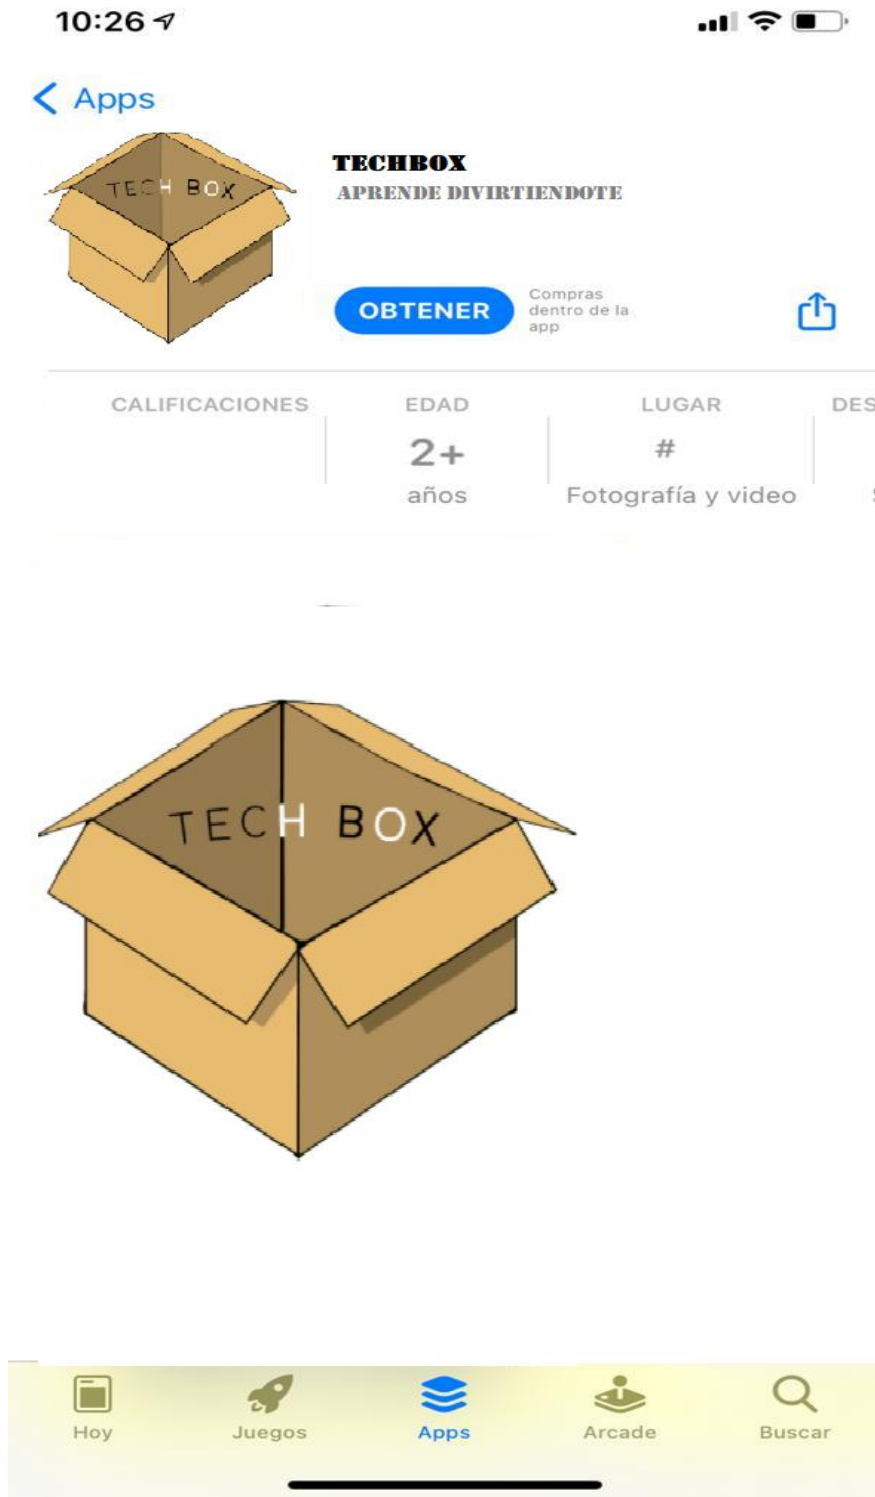 10:26
Apps
TECH BOX
TECHBOX
APRENDE DIVIRTIENDOTE
OBTENER
Compras
dentro de la
app
CALIFICACIONES EDAD LUGAR DES
2+ #
años Fotografía y video
TECH BOX
Hoy Juegos Apps Arcade Buscar